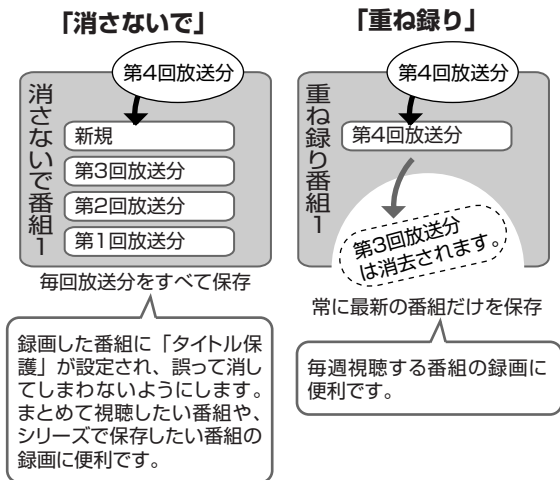 「消さないで」
第4回放送分
消さないで番組1
新規
第3回放送分
第2回放送分
第1回放送分
毎回放送分をすべて保存
録画した番組に「タイトル保
護」が設定され、誤って消し
てしまわないようにします。
まとめて視聴したい番組や、
シリーズで保存したい番組の
録画に便利です。
「重ね録り」
第4回放送分
重ね録り番組1
第4回放送分
第3回放送分
は消去されます。
常に最新の番組だけを保存
毎週視聴する番組の録画に
便利です。